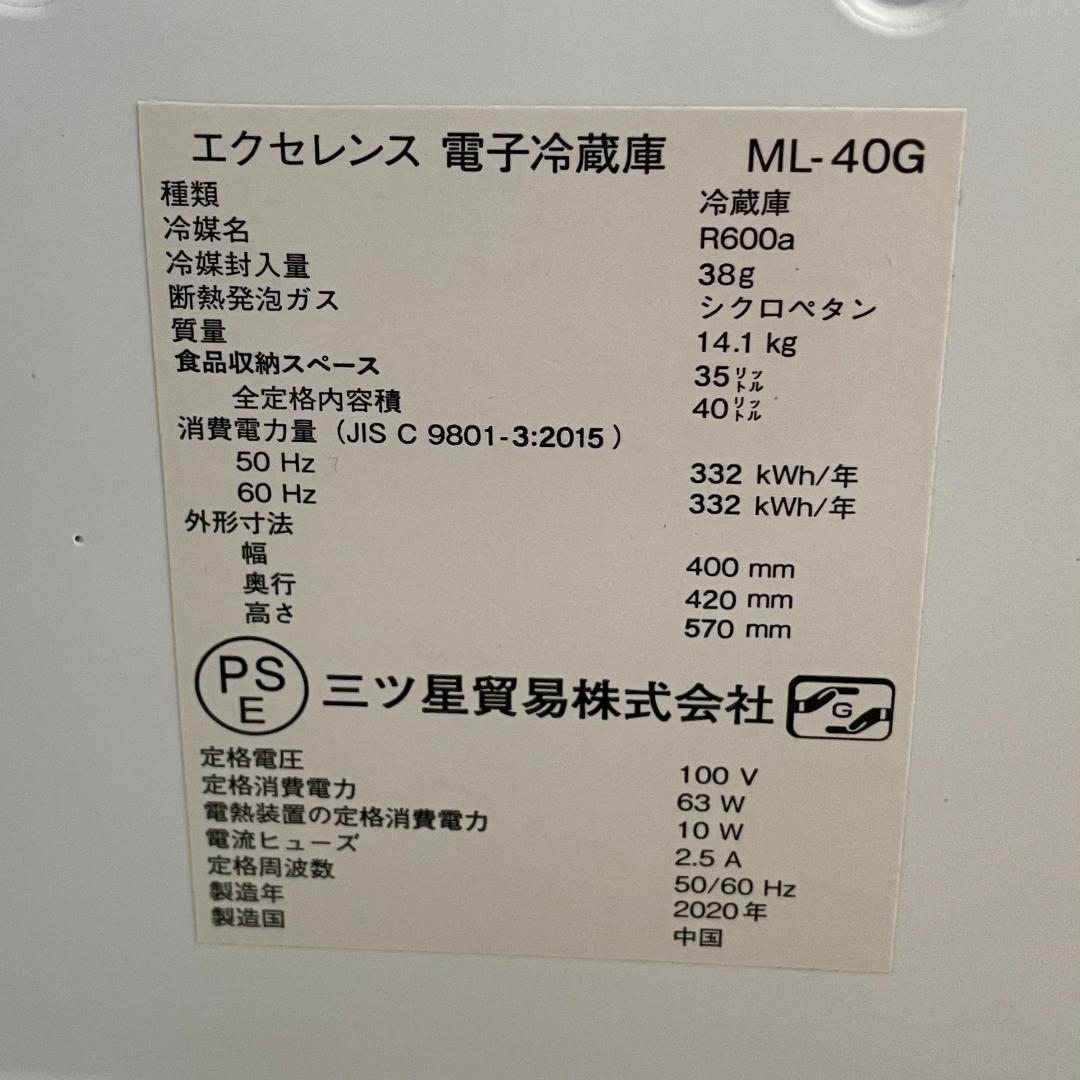 エクセレンス 電子冷蔵庫 ML-40G
種類 冷蔵庫
冷媒名 R600a
冷媒封入量 38g
断熱発泡ガス シクロペタン
質量 14.1 kg
食品収納スペース 35リットル
全定格内容積 40リットル
消費電力量（JIS C 9801-3:2015）
50 Hz 332 kWh/年
60 Hz 332 kWh/年
外形寸法
幅 400 mm
奥行 420 mm
高さ 570 mm
PSE 三ツ星貿易株式会社 G
定格電圧 100 V
定格消費電力 63 W
電熱装置の定格消費電力 10 W
電流ヒューズ 2.5 A
定格周波数 50/60 Hz
製造年 2020年
製造国 中国